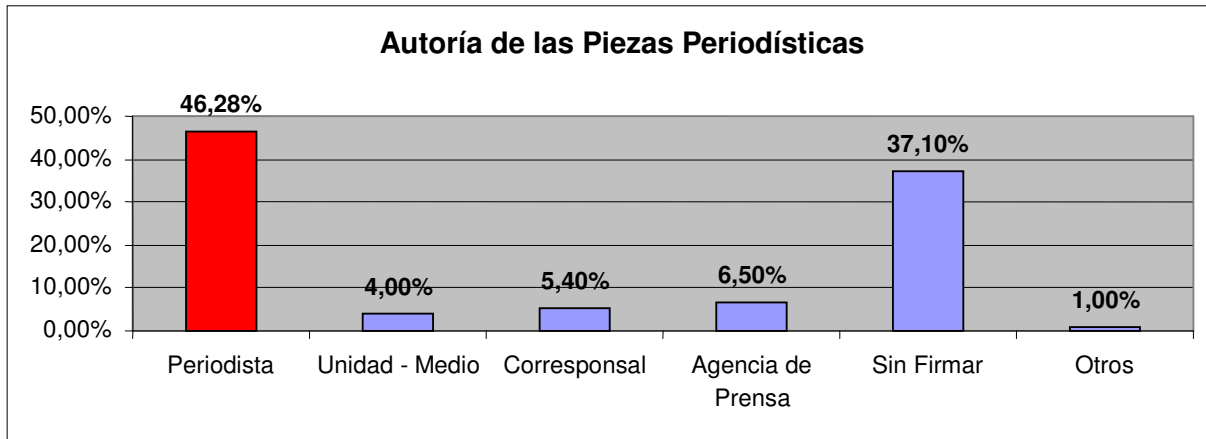 Autoría de las Piezas Periodísticas
46,28%
50,00%
40,00%
37,10%
30,00%
20,00%
10,00%
4,00%
5,40%
6,50%
1,00%
0,00%
Periodista
Unidad - Medio
Corresponsal
Agencia de
Prensa
Sin Firmar
Otros